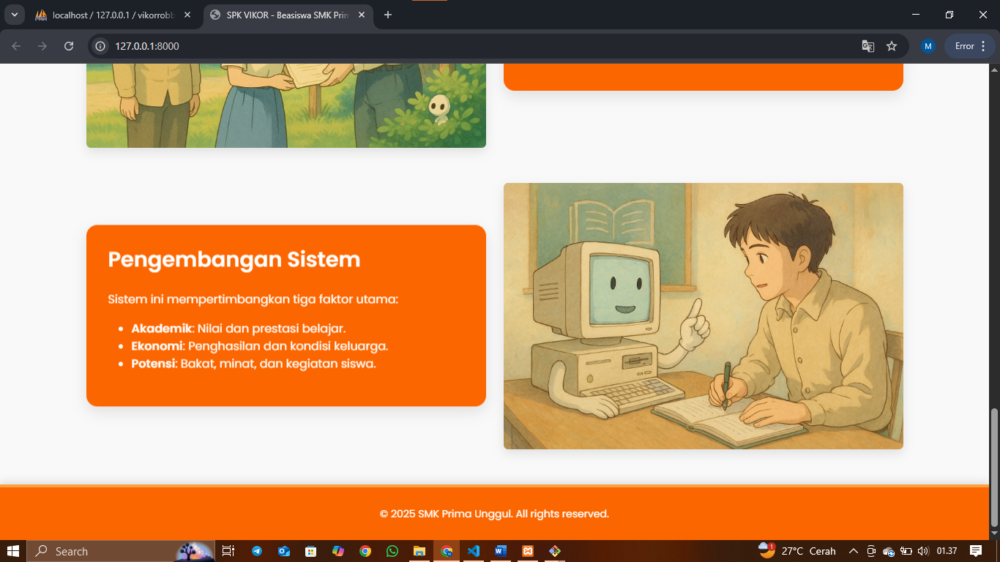 localhost / 127.0.0.1 / vikorrobb
SPK VIKOR - Beasiswa SMK Prim
127.0.0.1:8000
M
Error
Pengembangan Sistem
Sistem ini mempertimbangkan tiga faktor utama:
• Akademik: Nilai dan prestasi belajar.
• Ekonomi: Penghasilan dan kondisi keluarga.
• Potensi: Bakat, minat, dan kegiatan siswa.
© 2025 SMK Prima Unggul. All rights reserved.
Search
1
27°C Cerah
01.37